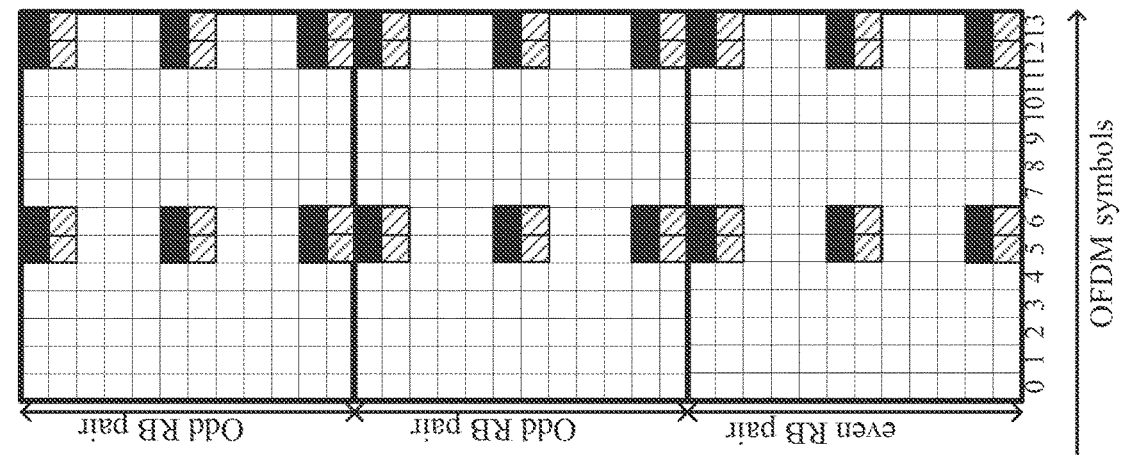 0 1 2 3 4 5 6 7 8 9 10 11 12 13
OFDM symbols
Odd RB pair
Odd RB pair
even RB pair